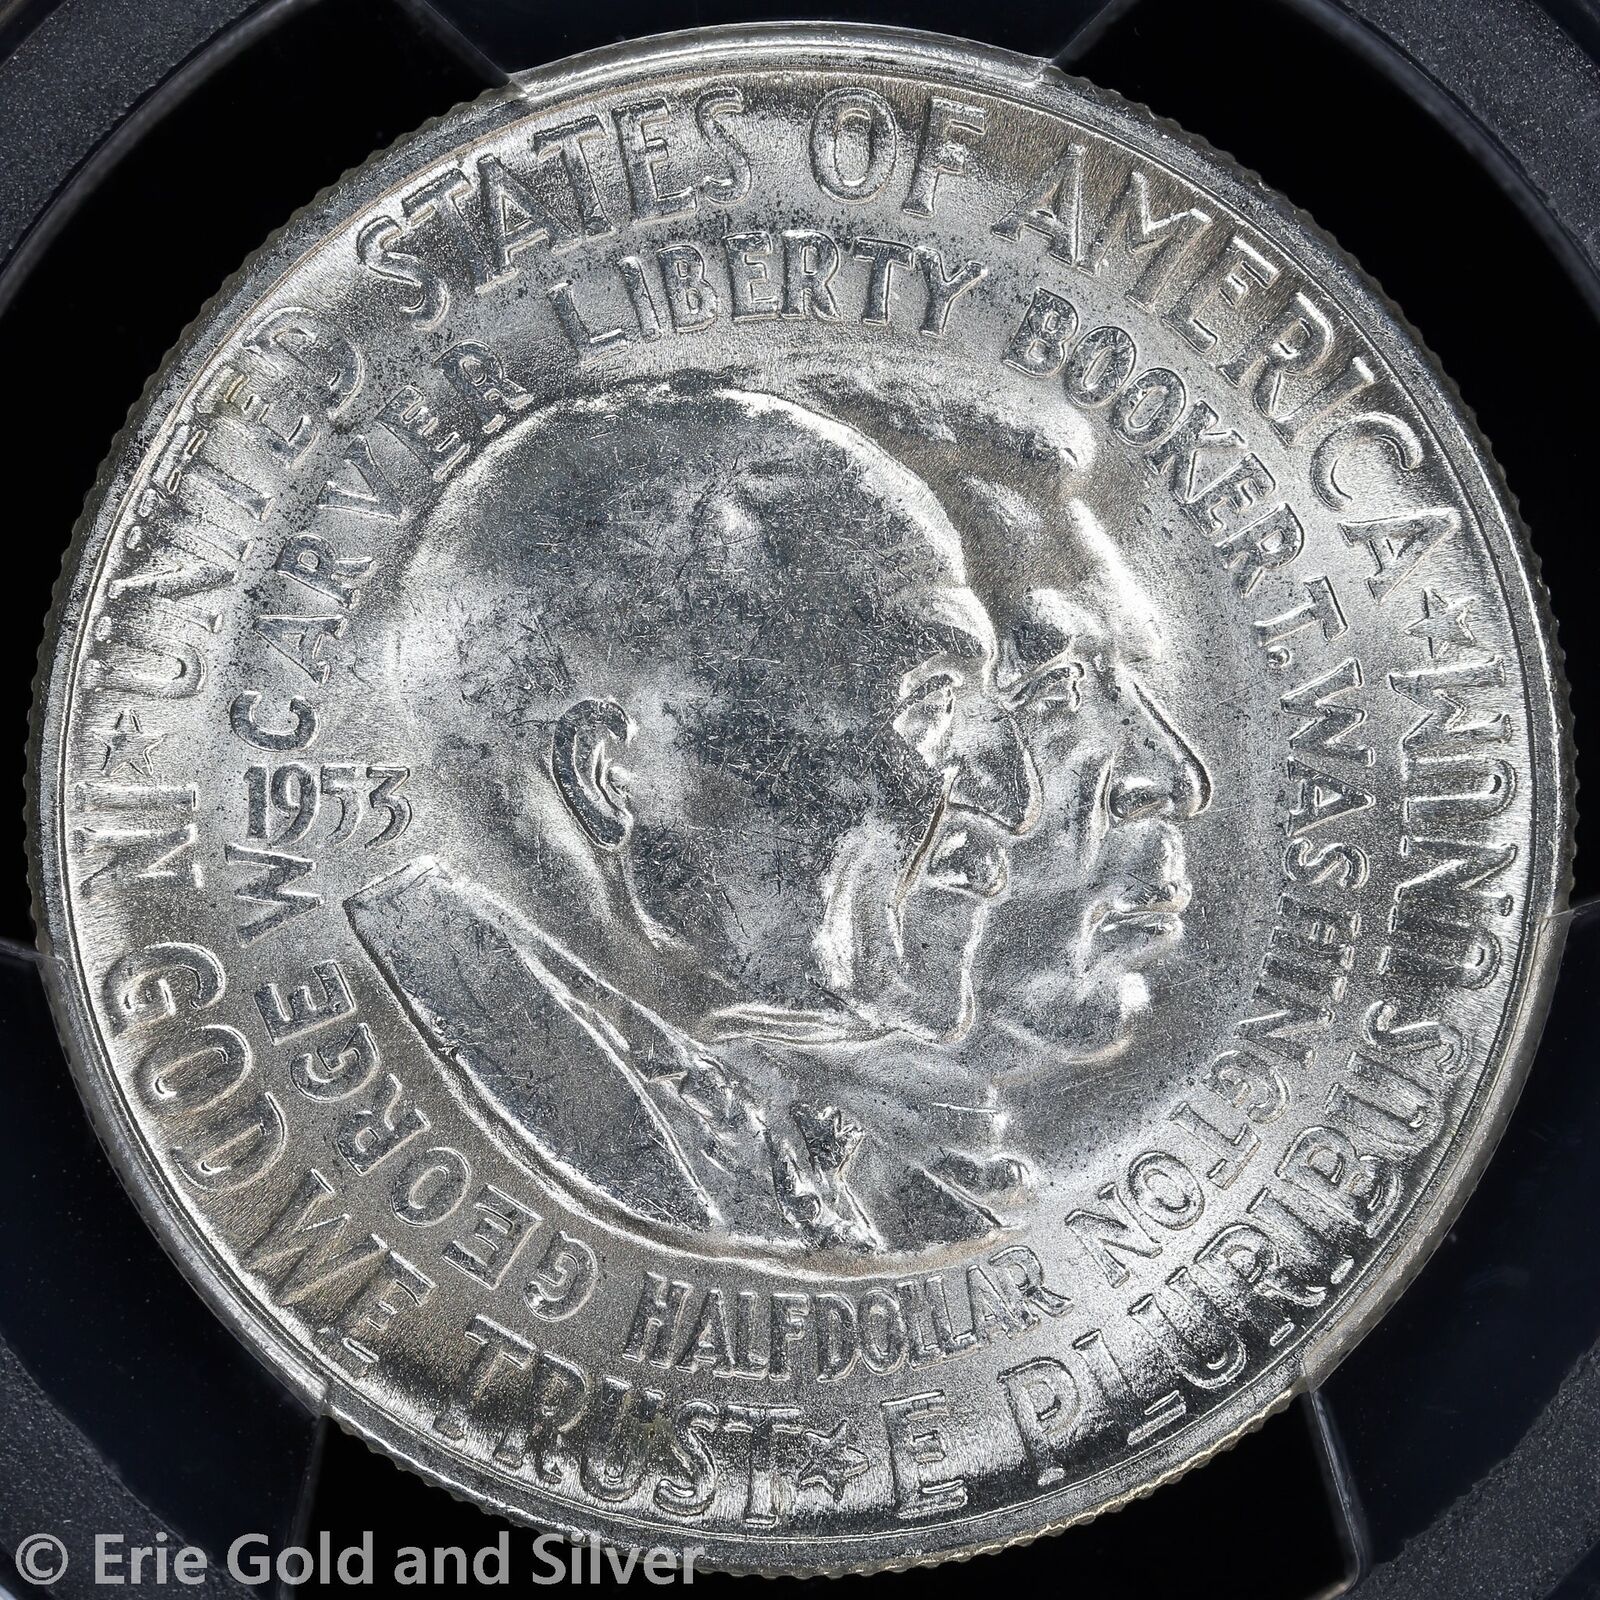 UNITED STATES OF AMERICA
E PLURIBUS UNUM
IN GOD WE TRUST
LIBERTY
BOOKER T. WASHINGTON
GEORGE W CARVER
1953
HALF DOLLAR
© Erie Gold and Silver